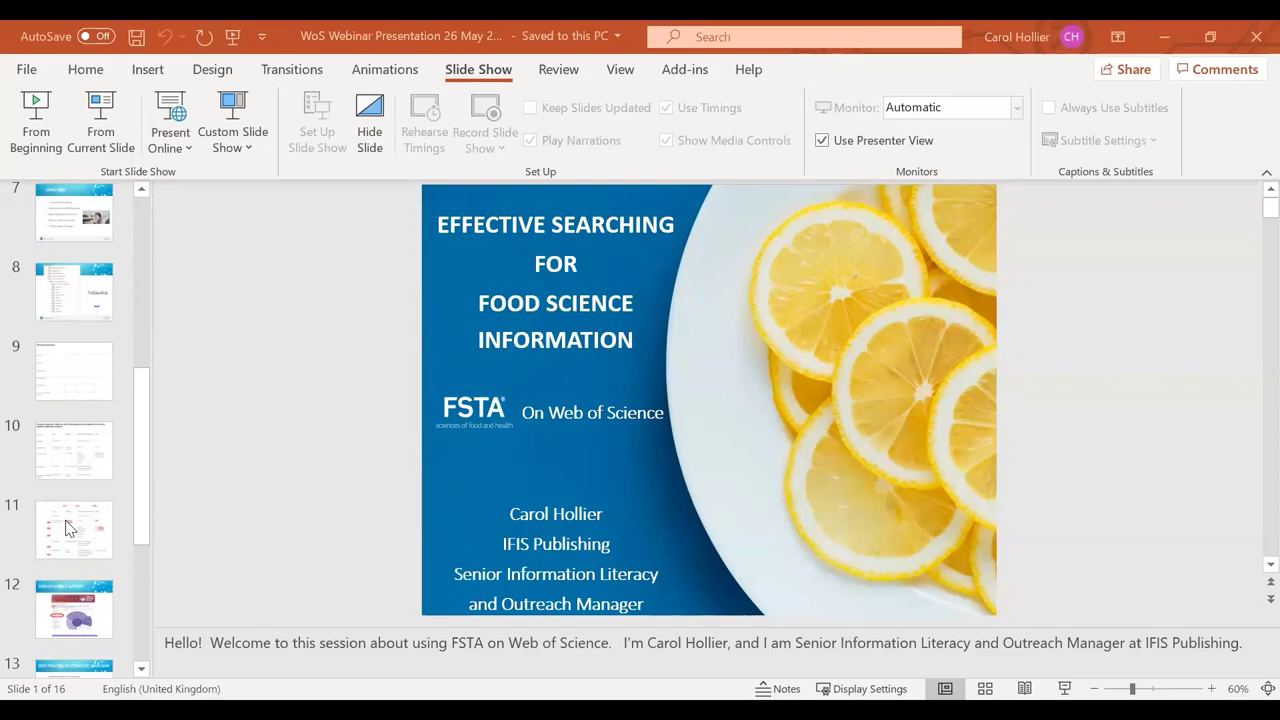 AutoSave Off WoS Webinar Presentation 26 May 2... - Saved to this PC Search Carol Hollier CH
File Home Insert Design Transitions Animations Slide Show Review View Add-ins Help Share Comments
From Beginning
From Current Slide
Present Online
Custom Slide Show
Set Up Slide Show
Hide Slide
Rehearse Timings
Record Slide Show
Keep Slides Updated
Use Timings
Play Narrations
Show Media Controls
Monitor: Automatic
Use Presenter View
Always Use Subtitles
Subtitle Settings
Start Slide Show
Set Up
Monitors
Captions & Subtitles
7
8
THESAURUS
9
10
11
12
13
EFFECTIVE SEARCHING
FOR
FOOD SCIENCE
INFORMATION
FSTA® On Web of Science
sciences of food and health
Carol Hollier
IFIS Publishing
Senior Information Literacy
and Outreach Manager
Hello! Welcome to this session about using FSTA on Web of Science. I'm Carol Hollier, and I am Senior Information Literacy and Outreach Manager at IFIS Publishing.
Slide 1 of 16 English (United Kingdom) Notes Display Settings 60%